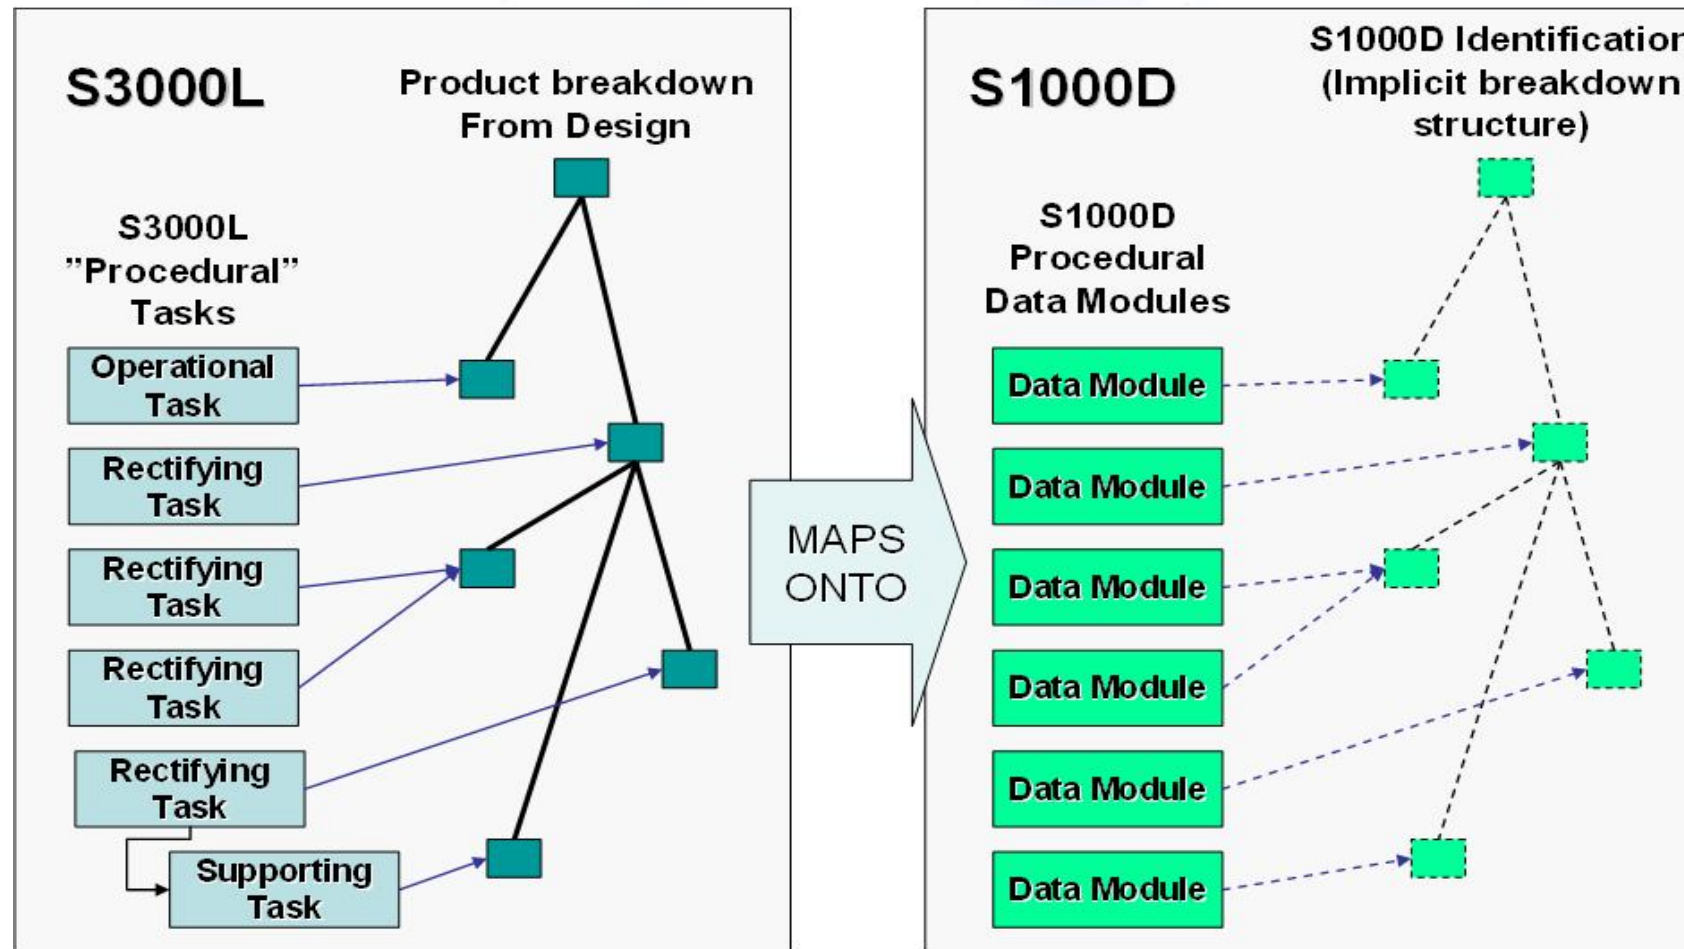 S3000L
Product breakdown
From Design
S3000L
”Procedural”
Tasks
Operational
Task
Rectifying
Task
Rectifying
Task
Rectifying
Task
Rectifying
Task
Supporting
Task
MAPS
ONTO
S1000D
S1000D Identification
(Implicit breakdown
structure)
S1000D
Procedural
Data Modules
Data Module
Data Module
Data Module
Data Module
Data Module
Data Module